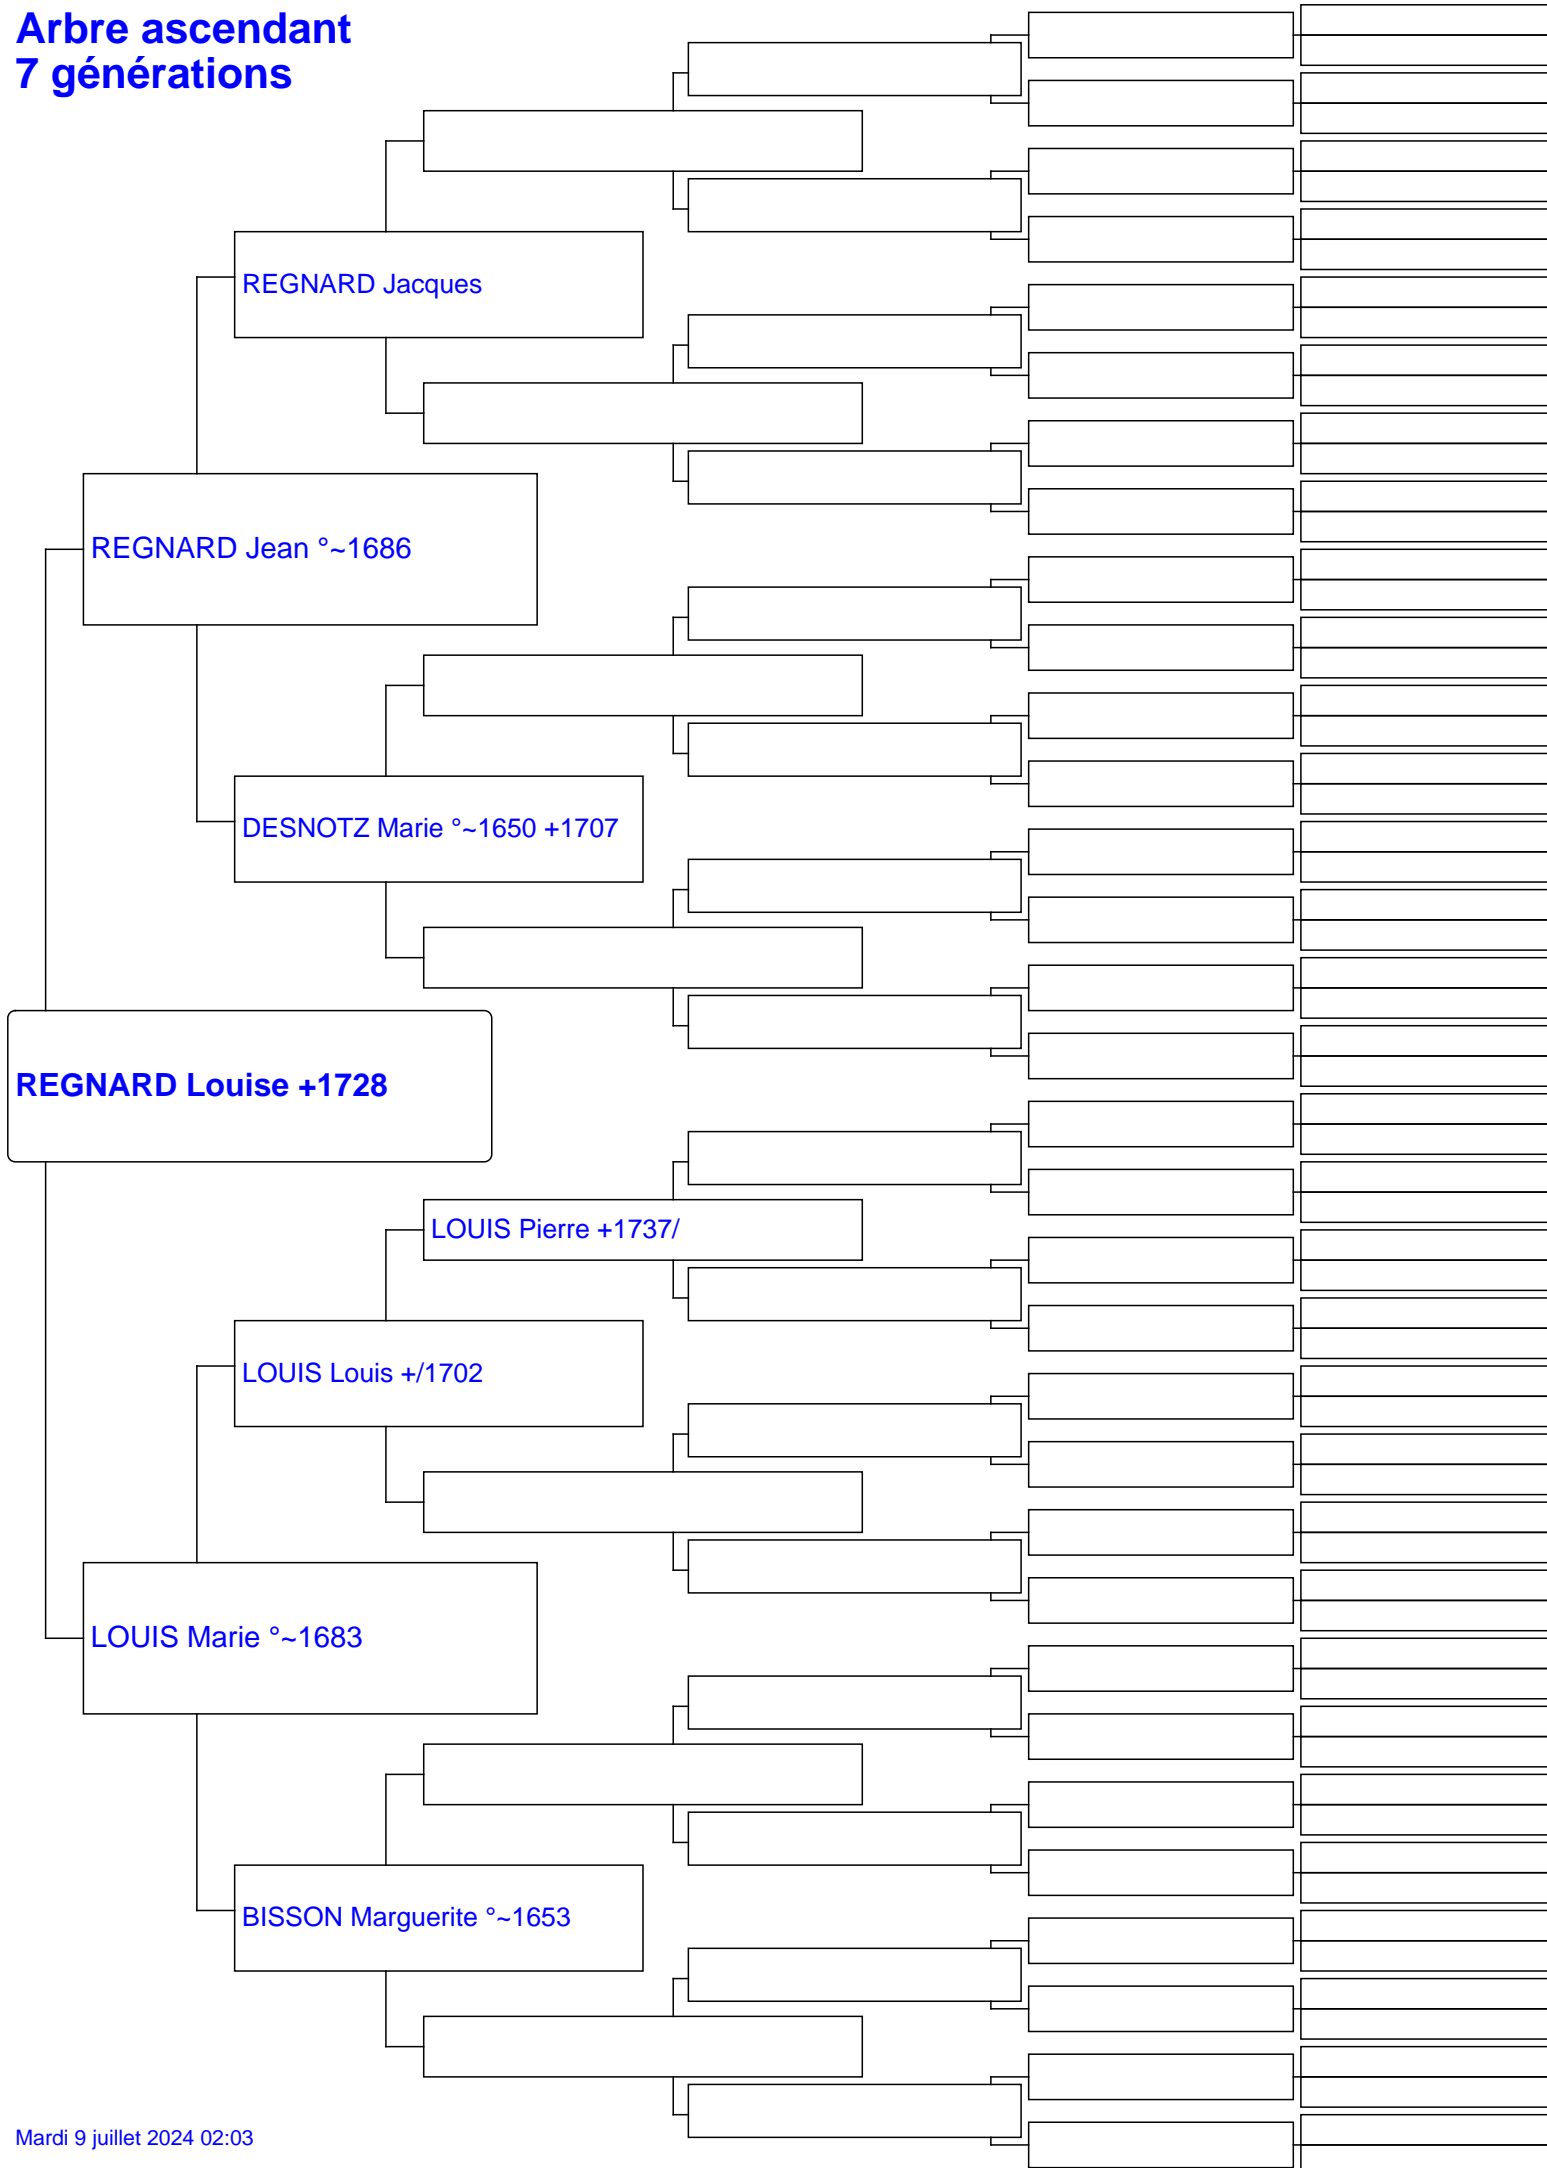 Arbre ascendant
7 générations
REGNARD Jacques
REGNARD Jean °~1686
DESNOTZ Marie °~1650 +1707
REGNARD Louise +1728
LOUIS Pierre +1737/
LOUIS Louis +/1702
LOUIS Marie °~1683
BISSON Marguerite °~1653
Mardi 9 juillet 2024 02:03